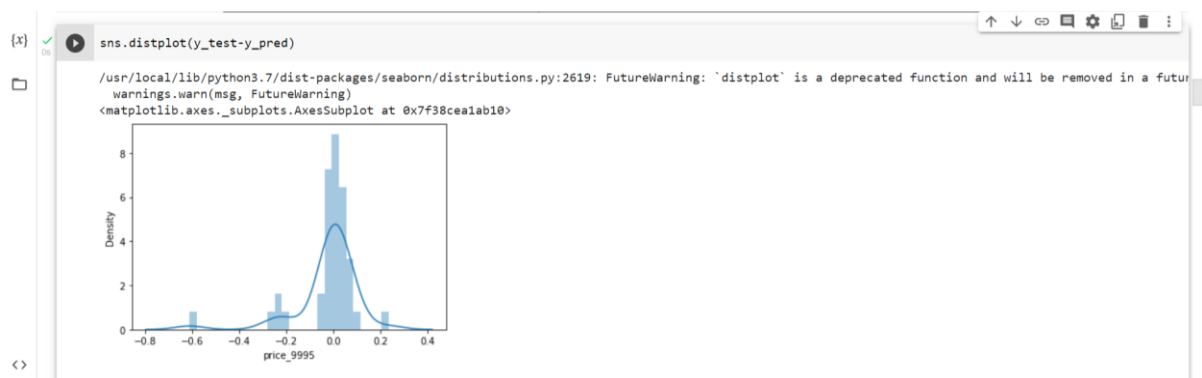 {x}
0s
sns.distplot(y_test-y_pred)
/usr/local/lib/python3.7/dist-packages/seaborn/distributions.py:2619: FutureWarning: `distplot` is a deprecated function and will be removed in a futur
warnings.warn(msg, FutureWarning)
<matplotlib.axes._subplots.AxesSubplot at 0x7f38cea1ab10>
8
6
4
2
0
Density
−0.8 −0.6 −0.4 −0.2 0.0 0.2 0.4
price_9995
<>